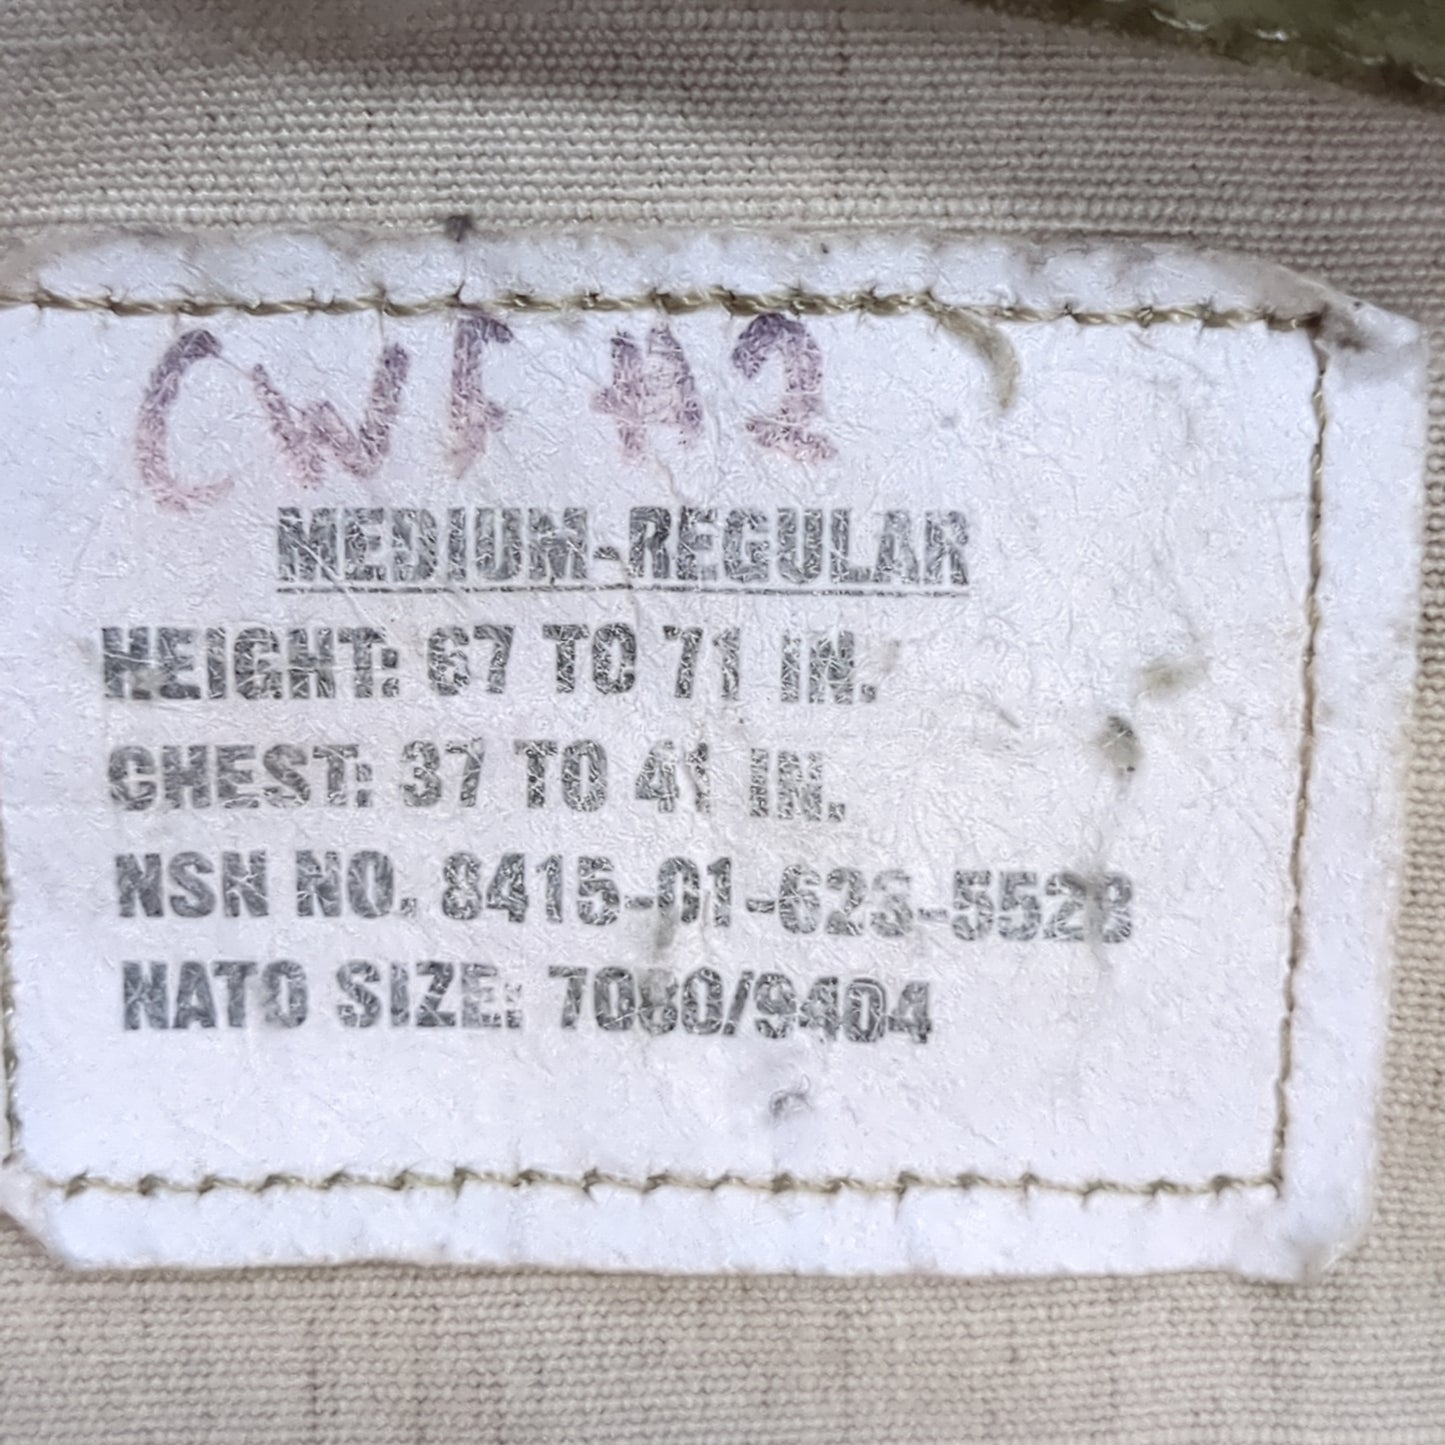 CWF #2
MEDIUM-REGULAR
HEIGHT: 67 TO 71 IN.
CHEST: 37 TO 41 IN.
NSN NO. 8415-01-623-5528
NATO SIZE: 7080/9404